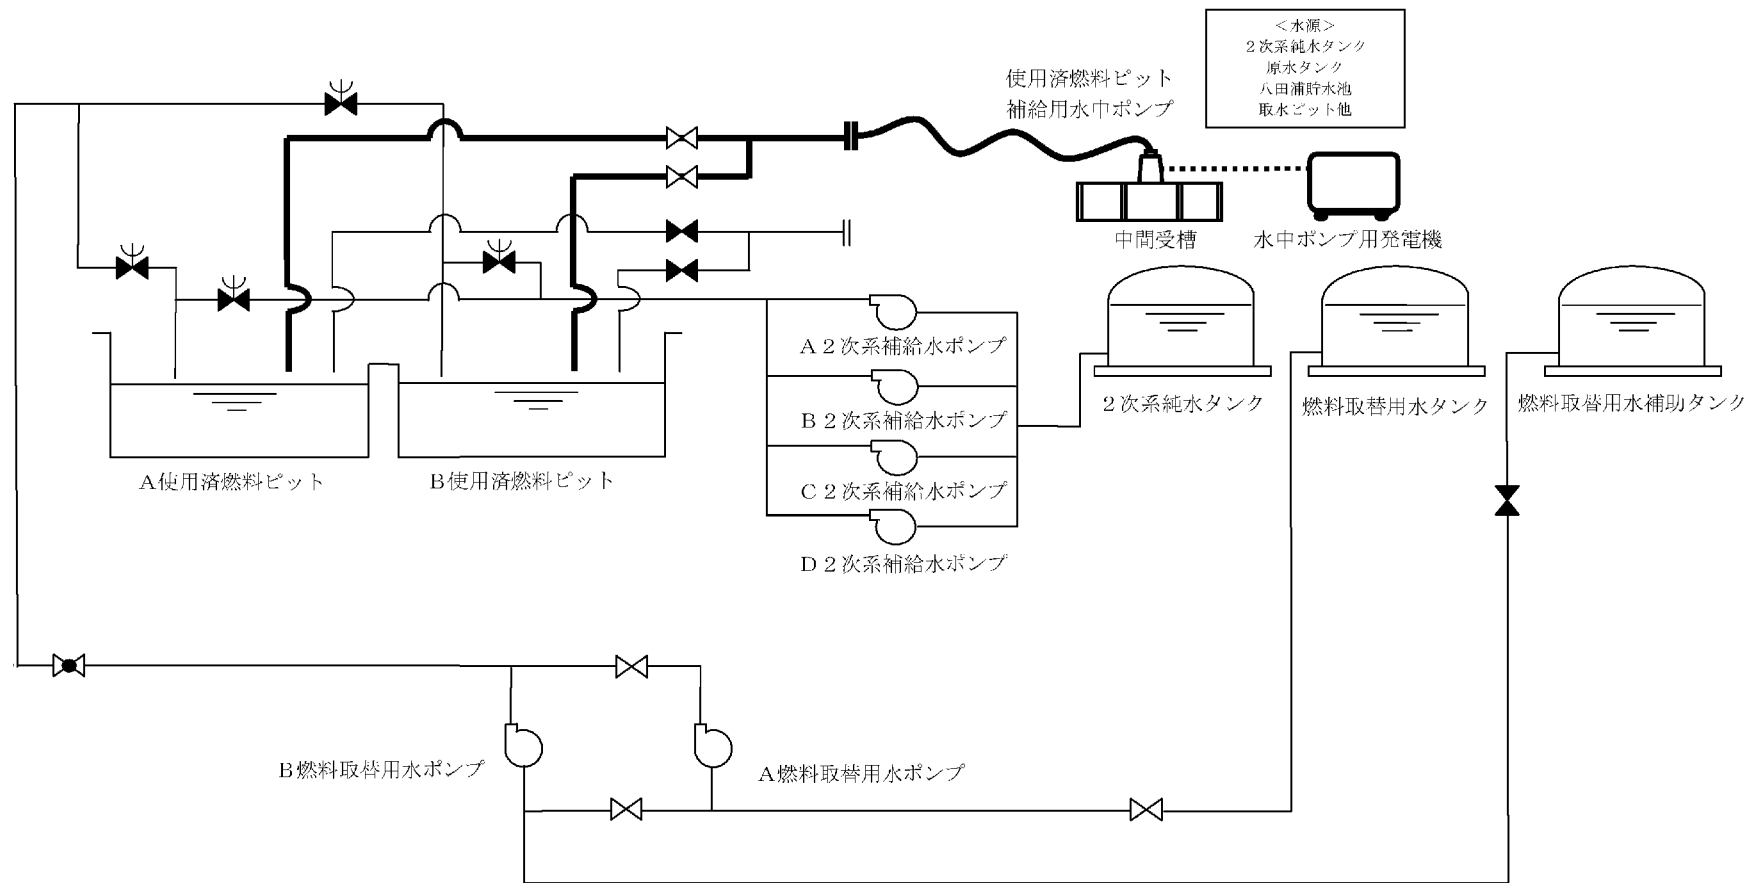 ＜水源＞
２次系純水タンク
原水タンク
八田浦貯水池
取水ピット他
使用済燃料ピット
補給用水中ポンプ
中間受槽
水中ポンプ用発電機
Ａ２次系補給水ポンプ
Ｂ２次系補給水ポンプ
Ｃ２次系補給水ポンプ
Ｄ２次系補給水ポンプ
２次系純水タンク
燃料取替用水タンク
燃料取替用水補助タンク
Ａ使用済燃料ピット
Ｂ使用済燃料ピット
Ｂ燃料取替用水ポンプ
Ａ燃料取替用水ポンプ